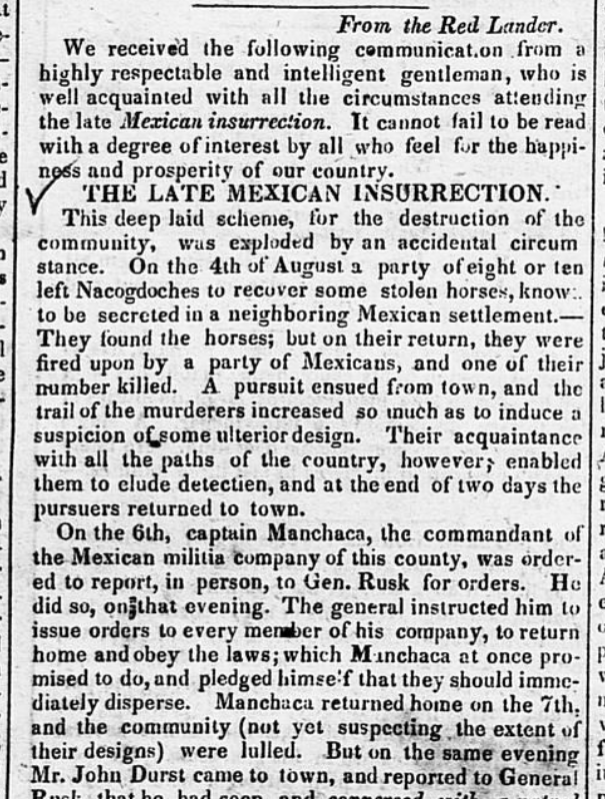 From the Red Lander.
We received the following communicat.on from a
highly respectable and intelligent gentleman, who is
well acquainted with all the circumstances attending
the late Mexican insurrection. It cannot fail to be read
with a degree of interest by all who feel for the happi-
ness and prosperity of our country.
THE LATE MEXICAN INSURRECTION.
This deep laid scheme, for the destruction of the
community, was exploded by an accidental circum
stance. On the 4th of August a party of eight or ten
left Nacogdoches to recover some stolen horses, know:.
to be secreted in a neighboring Mexican settlement.—
They found the horses; but on their return, they were
fired upon by a party of Mexicans, and one of their
number killed. A pursuit ensued from town, and the
trail of the murderers increased so much as to induce a
suspicion of some ulterior design. Their acquaintance
with all the paths of the country, however; enabled
them to elude detection, and at the end of two days the
pursuers returned to town.
On the 6th, captain Manchaca, the commandant of
the Mexican militia company of this county, was order-
ed to report, in person, to Gen. Rusk for orders. He
did so, on that evening. The general instructed him to
issue orders to every member of his company, to return
home and obey the laws; which Manchaca at once pro-
mised to do, and pledged himself that they should imme-
diately disperse. Manchaca returned home on the 7th,
and the community (not yet suspecting the extent of
their designs) were lulled. But on the same evening
Mr. John Durst came to town, and reported to General
Rusk that he had seen and